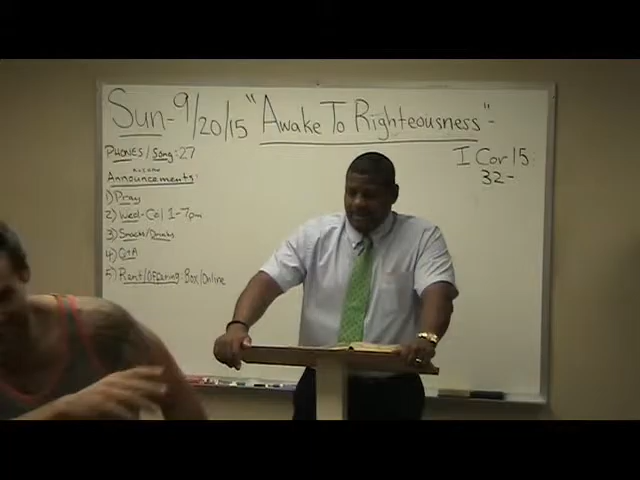 Sun-9/20/15 "Awake To Righteousness"-
PHONES/Song: 27
Announcements:
1) Pray
2) Wed-Col 1-7pm
3) Snacks/Drinks
4) Q&A
5) Rent/Offering: Box/Online
I Cor 15:
32-